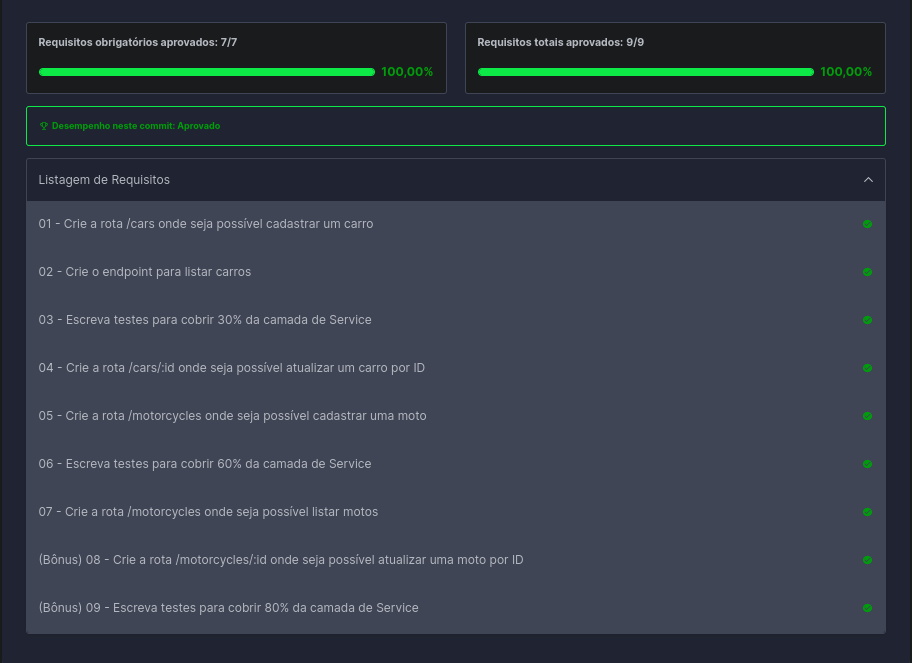 Requisitos obrigatórios aprovados: 7/7
100,00%
Requisitos totais aprovados: 9/9
100,00%
Desempenho neste commit: Aprovado
Listagem de Requisitos
01 - Crie a rota /cars onde seja possível cadastrar um carro
02 - Crie o endpoint para listar carros
03 - Escreva testes para cobrir 30% da camada de Service
04 - Crie a rota /cars/:id onde seja possível atualizar um carro por ID
05 - Crie a rota /motorcycles onde seja possível cadastrar uma moto
06 - Escreva testes para cobrir 60% da camada de Service
07 - Crie a rota /motorcycles onde seja possível listar motos
(Bônus) 08 - Crie a rota /motorcycles/:id onde seja possível atualizar uma moto por ID
(Bônus) 09 - Escreva testes para cobrir 80% da camada de Service